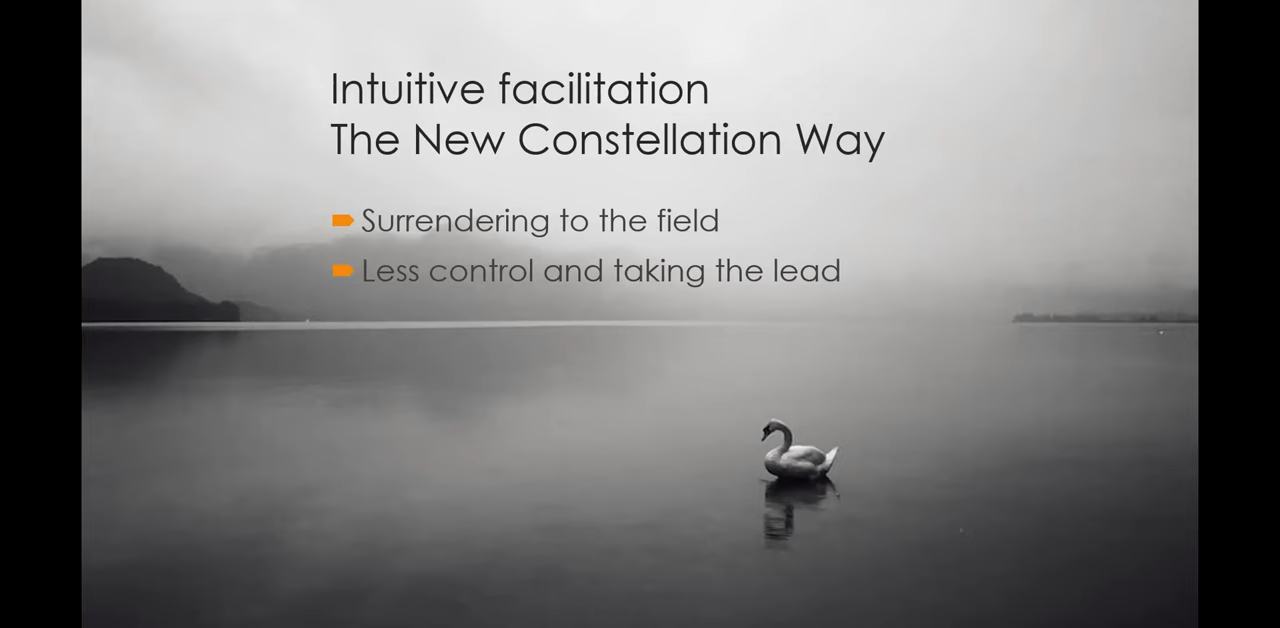 Intuitive facilitation
The New Constellation Way
Surrendering to the field
Less control and taking the lead